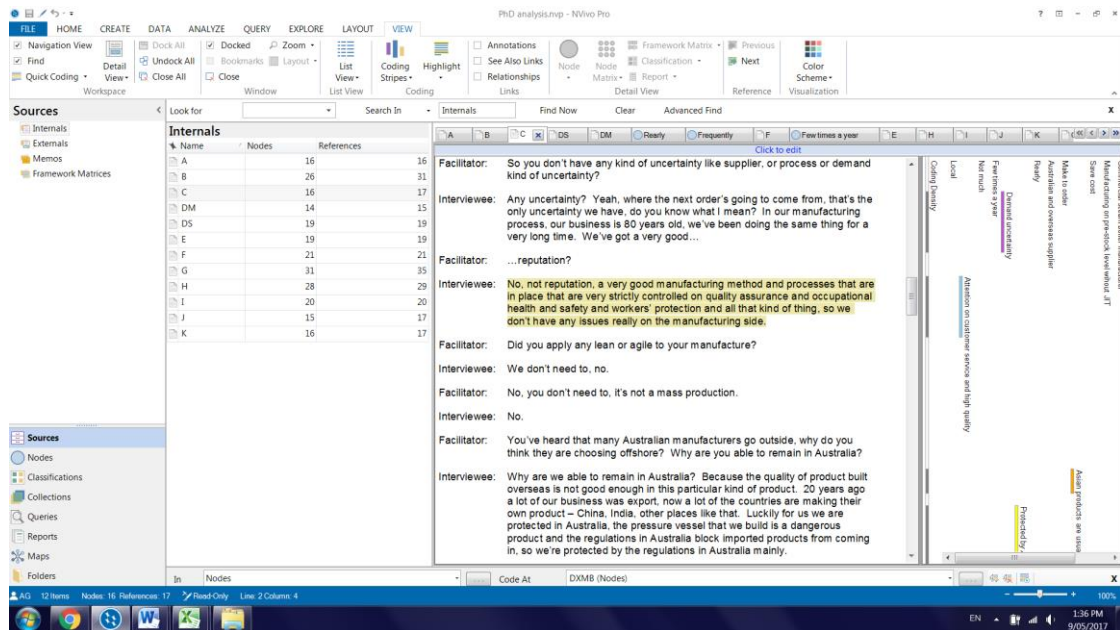 PhD analysis.nvp - NVivo Pro
FILE HOME CREATE DATA ANALYZE QUERY EXPLORE LAYOUT VIEW
Navigation View
Find
Quick Coding
Detail View
Dock All
Undock All
Close All
Docked
Bookmarks
Close
Zoom
Layout
List View
Coding Stripes
Highlight
Annotations
See Also Links
Relationships
Node
Node Matrix
Framework Matrix
Classification
Report
Previous
Next
Color Scheme
Workspace Window List View Coding Links Detail View Reference Visualization
Sources
Look for Search In Internals Find Now Clear Advanced Find x
Internals
Externals
Memos
Framework Matrices
Internals
Name Nodes References
A 16 16
B 26 31
C 16 17
DM 14 15
DS 19 19
E 19 19
F 21 21
G 31 35
H 28 29
I 20 20
J 15 17
K 16 17
A B C DS DM Rearly Frequently F Few times a year E H I J K
Click to edit
Facilitator: So you don't have any kind of uncertainty like supplier, or process or demand
kind of uncertainty?
Interviewee: Any uncertainty? Yeah, where the next order's going to come from, that's the
only uncertainty we have, do you know what I mean? In our manufacturing
process, our business is 80 years old, we've been doing the same thing for a
very long time. We've got a very good…
Facilitator: …reputation?
Interviewee: No, not reputation, a very good manufacturing method and processes that are
in place that are very strictly controlled on quality assurance and occupational
health and safety and workers' protection and all that kind of thing, so we
don't have any issues really on the manufacturing side.
Facilitator: Did you apply any lean or agile to your manufacture?
Interviewee: We don't need to, no.
Facilitator: No, you don't need to, it's not a mass production.
Interviewee: No.
Facilitator: You've heard that many Australian manufacturers go outside, why do you
think they are choosing offshore? Why are you able to remain in Australia?
Interviewee: Why are we able to remain in Australia? Because the quality of product built
overseas is not good enough in this particular kind of product. 20 years ago
a lot of our business was export, now a lot of the countries are making their
own product – China, India, other places like that. Luckily for us we are
protected in Australia, the pressure vessel that we build is a dangerous
product and the regulations in Australia block imported products from coming
in, so we're protected by the regulations in Australia mainly.
Coding Density
Local
Attention on customer service and high quality
Not much
Few times a year
Demand uncertainty
Protected by
Rearly
Australian and overseas supplier
Make to order
Asian products are usua
Save cost
Manufacturing on pre-stock level wihout JIT
Sources
Nodes
Classifications
Collections
Queries
Reports
Maps
Folders
In Nodes Code At DXMB (Nodes) x
AG 12 Items Nodes: 16 References: 17 Read-Only Line: 2 Column: 4 100%
EN 1:36 PM
9/05/2017